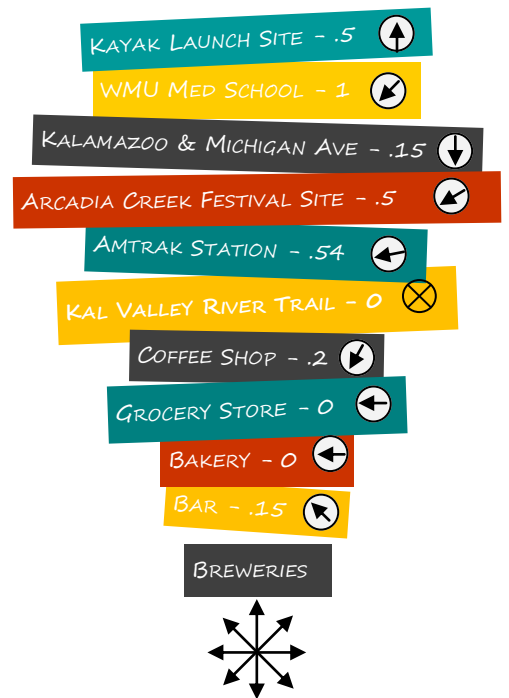 Kayak Launch Site - .5
WMU Med School - 1
Kalamazoo & Michigan Ave - .15
Arcadia Creek Festival Site - .5
Amtrak Station - .54
Kal Valley River Trail - 0
Coffee Shop - .2
Grocery Store - 0
Bakery - 0
Bar - .15
Breweries